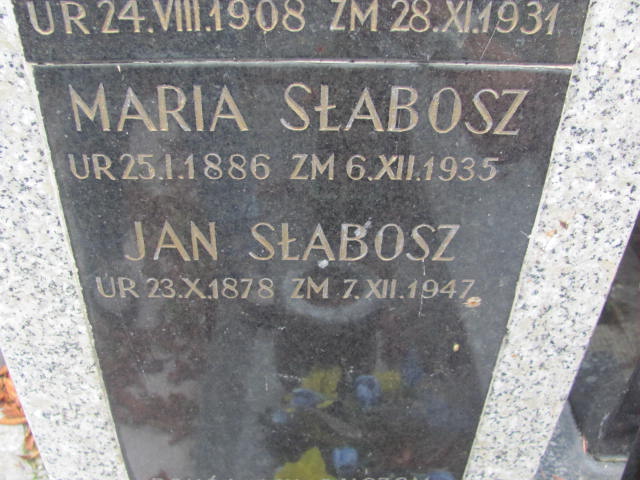 UR.24.VIII.1908 ZM 28.XI.1931
MARIA SŁABOSZ
UR 25.I.1886 ZM 6.XII.1935
JAN SŁABOSZ
UR 23.X.1878 ZM 7.XII.1947